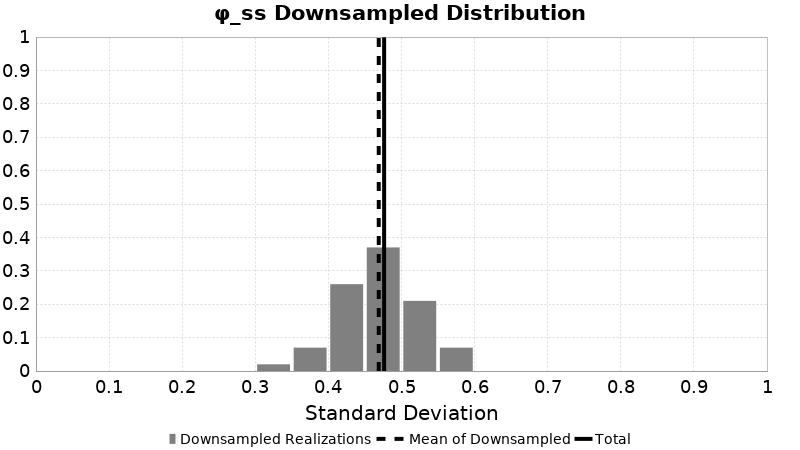 φ_ss Downsampled Distribution
1
0.9
0.8
0.7
0.6
0.5
0.4
0.3
0.2
0.1
0
0 0.1 0.2 0.3 0.4 0.5 0.6 0.7 0.8 0.9 1
Standard Deviation
Downsampled Realizations Mean of Downsampled Total